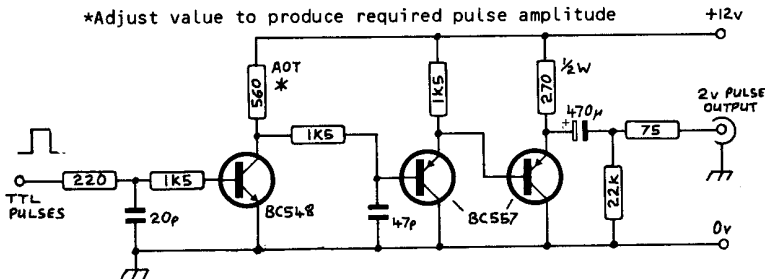 *Adjust value to produce required pulse amplitude
+12v
560
AOT
*
1K5
1K5
270
½W
470µ
+
2v PULSE
OUTPUT
75
TTL
PULSES
220
1K5
20p
BC548
47p
BC557
22K
0v